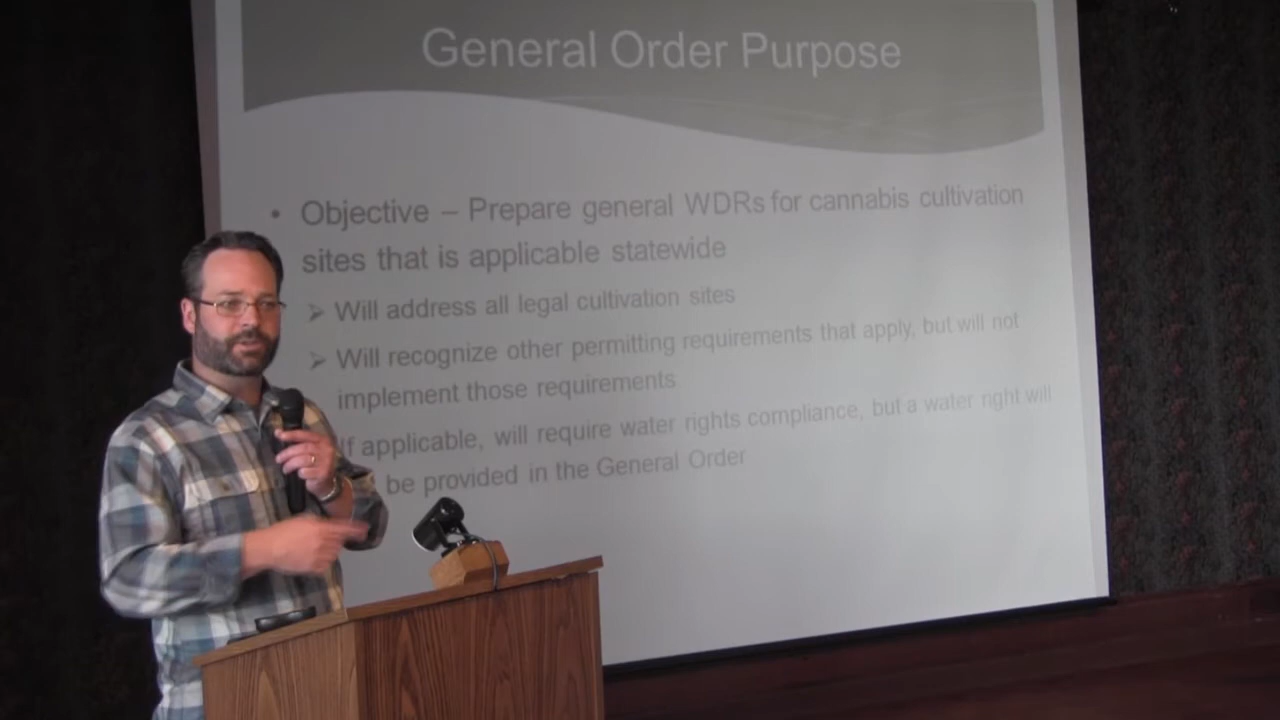 General Order Purpose
• Objective – Prepare general WDRs for cannabis cultivation
sites that is applicable statewide
➢ Will address all legal cultivation sites
➢ Will recognize other permitting requirements that apply, but will not
implement those requirements
If applicable, will require water rights compliance, but a water right will
be provided in the General Order